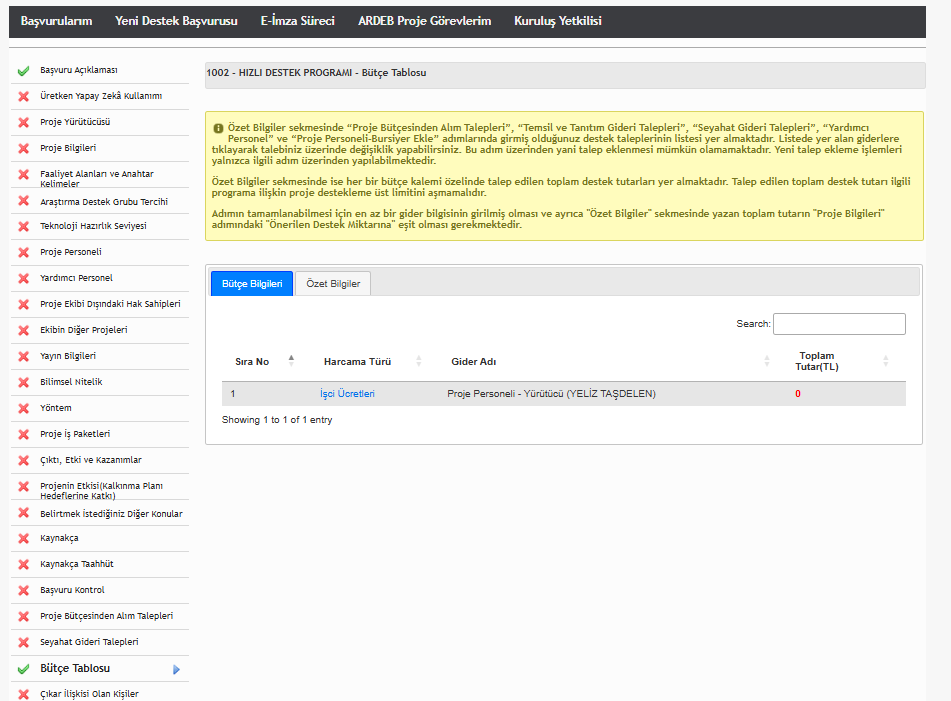 Başvurularım Yeni Destek Başvurusu E-İmza Süreci ARDEB Proje Görevlerim Kuruluş Yetkilisi
Başvuru Açıklaması
Üretken Yapay Zekâ Kullanımı
Proje Yürütücüsü
Proje Bilgileri
Faaliyet Alanları ve Anahtar
Kelimeler
Araştırma Destek Grubu Tercihi
Teknoloji Hazırlık Seviyesi
Proje Personeli
Yardımcı Personel
Proje Ekibi Dışındaki Hak Sahipleri
Ekibin Diğer Projeleri
Yayın Bilgileri
Bilimsel Nitelik
Yöntem
Proje İş Paketleri
Çıktı, Etki ve Kazanımlar
Projenin Etkisi(Kalkınma Planı
Hedeflerine Katkı)
Belirtmek İstediğiniz Diğer Konular
Kaynakça
Kaynakça Taahhüt
Başvuru Kontrol
Proje Bütçesinden Alım Talepleri
Seyahat Gideri Talepleri
Bütçe Tablosu
Çıkar İlişkisi Olan Kişiler
1002 - HIZLI DESTEK PROGRAMI - Bütçe Tablosu
Özet Bilgiler sekmesinde “Proje Bütçesinden Alım Talepleri”, “Temsil ve Tanıtım Gideri Talepleri”, “Seyahat Gideri Talepleri”, “Yardımcı
Personel” ve “Proje Personeli-Bursiyer Ekle” adımlarında girmiş olduğunuz destek taleplerinin listesi yer almaktadır. Listede yer alan giderlere
tıklayarak talebiniz üzerinde değişiklik yapabilirsiniz. Bu adım üzerinden yani talep eklenmesi mümkün olamamaktadır. Yeni talep ekleme işlemleri
yalnızca ilgili adım üzerinden yapılabilmektedir.
Özet Bilgiler sekmesinde ise her bir bütçe kalemi özelinde talep edilen toplam destek tutarları yer almaktadır. Talep edilen toplam destek tutarı ilgili
programa ilişkin proje destekleme üst limitini aşmamalıdır.
Adımın tamamlanabilmesi için en az bir gider bilgisinin girilmiş olması ve ayrıca "Özet Bilgiler" sekmesinde yazan toplam tutarın "Proje Bilgileri"
adımındaki "Önerilen Destek Miktarına" eşit olması gerekmektedir.
Bütçe Bilgileri Özet Bilgiler
Search:
Sıra No Harcama Türü Gider Adı Toplam
Tutar(TL)
1 İşçi Ücretleri Proje Personeli - Yürütücü (YELİZ TAŞDELEN) 0
Showing 1 to 1 of 1 entry